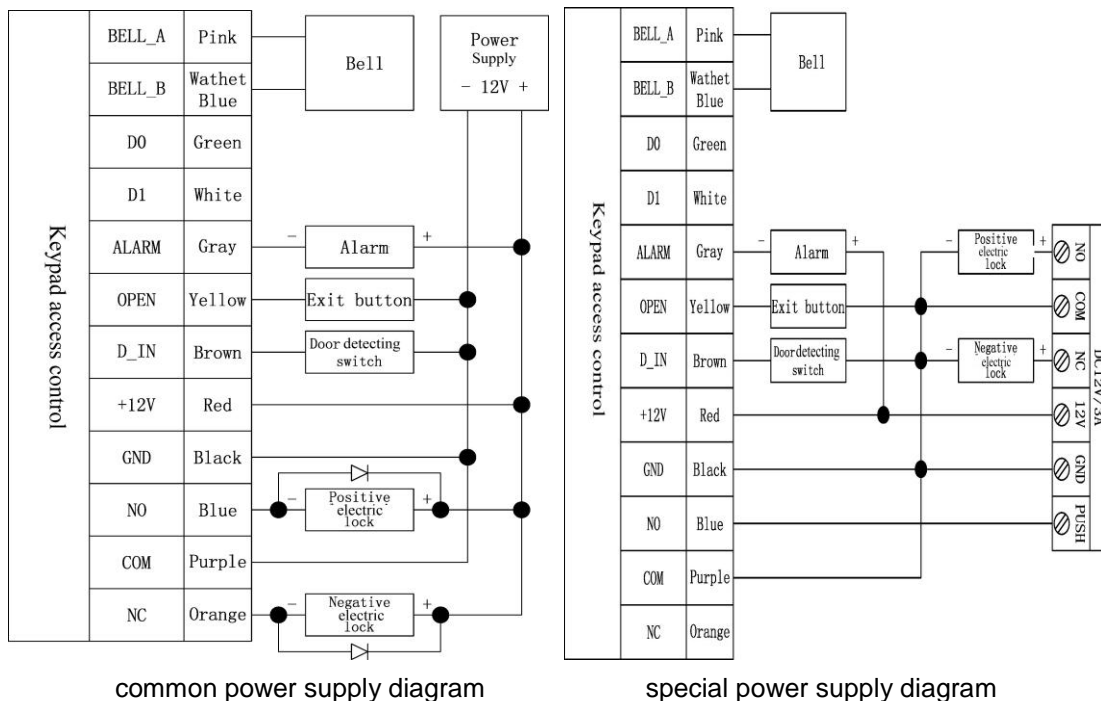 BELL_A Pink
BELL_B Wathet
Blue
D0 Green
D1 White
ALARM Gray
OPEN Yellow
D_IN Brown
+12V Red
GND Black
NO Blue
COM Purple
NC Orange
Keypad access control
Bell
Power
Supply
- 12V +
- Alarm +
Exit button
Door detecting
switch
- Positive +
electric
lock
- Negative +
electric
lock
common power supply diagram
BELL_A Pink
BELL_B Wathet
Blue
D0 Green
D1 White
ALARM Gray
OPEN Yellow
D_IN Brown
+12V Red
GND Black
NO Blue
COM Purple
NC Orange
Keypad access control
Bell
- Alarm +
Exit button
Door detecting
switch
- Positive +
electric
lock
- Negative +
electric
lock
NO
COM
NC
12V
GND
PUSH
DC12V/3A
special power supply diagram